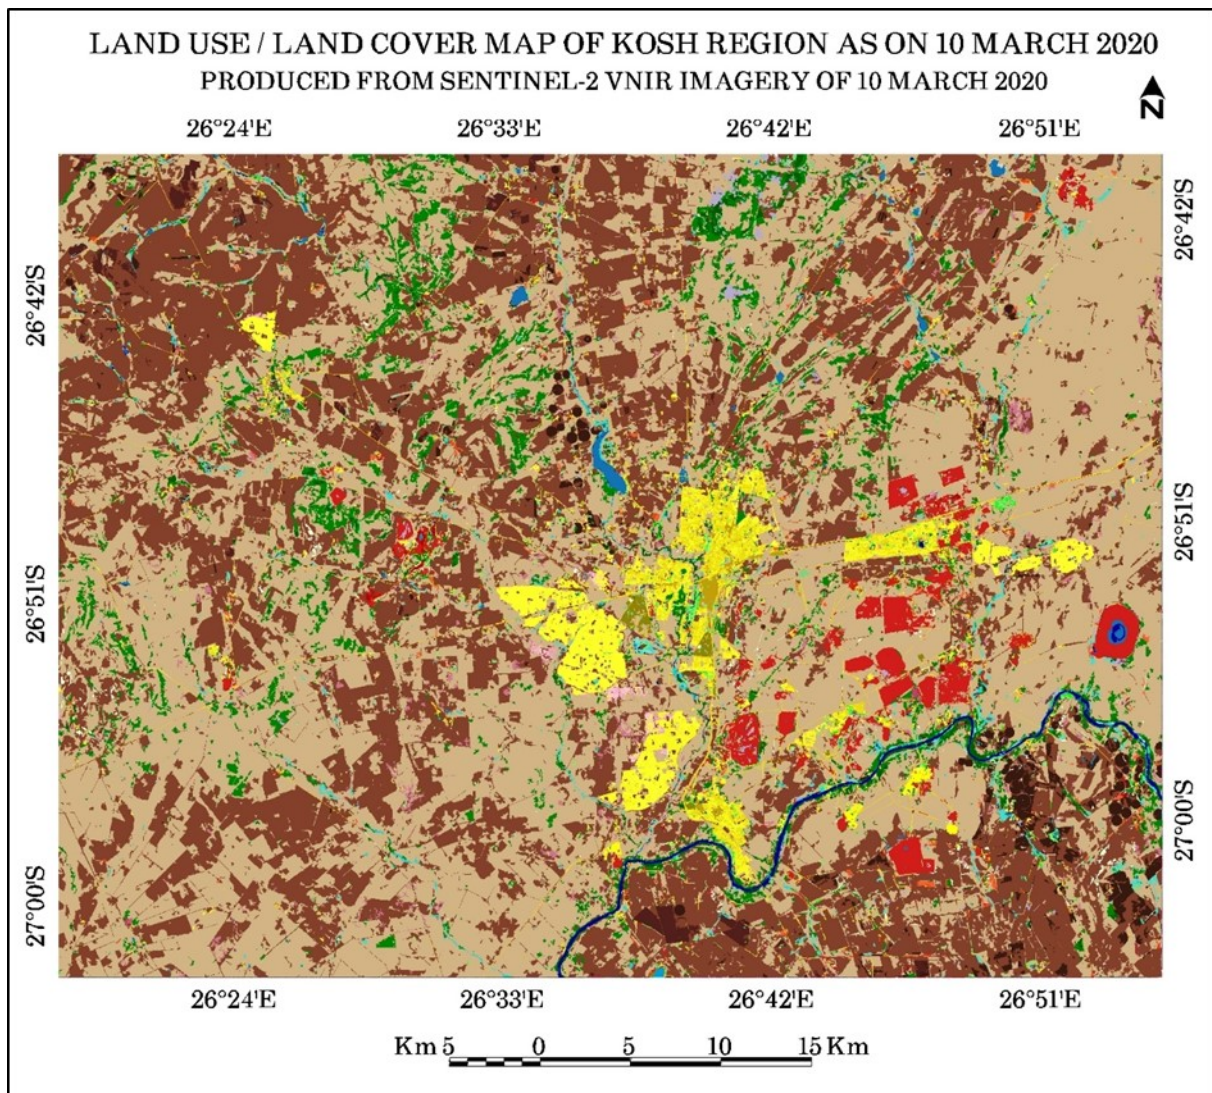 LAND USE / LAND COVER MAP OF KOSH REGION AS ON 10 MARCH 2020
PRODUCED FROM SENTINEL-2 VNIR IMAGERY OF 10 MARCH 2020
N
26°24'E 26°33'E 26°42'E 26°51'E
26°42'S
26°42'S
26°51'S
26°51'S
27°00'S
27°00'S
26°24'E 26°33'E 26°42'E 26°51'E
Km 5 0 5 10 15 Km